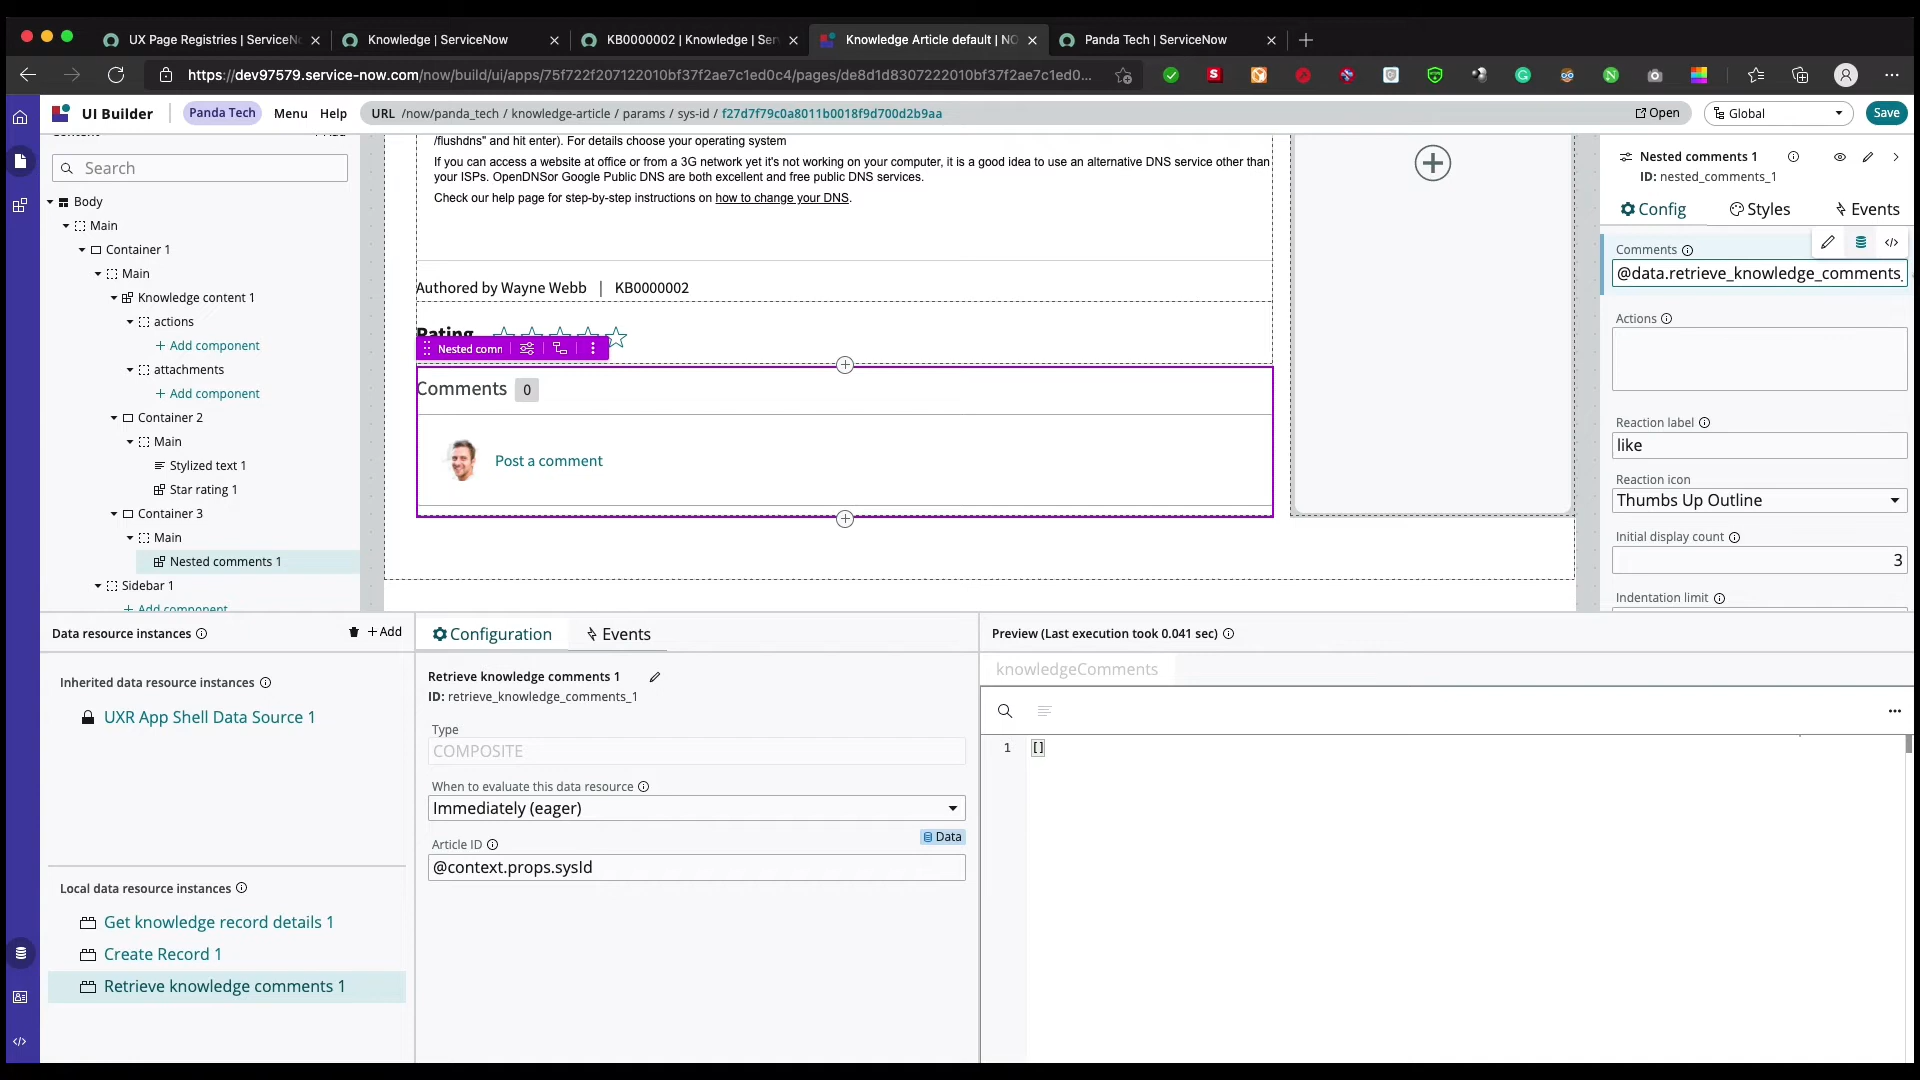 UX Page Registries | ServiceN
Knowledge | ServiceNow
KB0000002 | Knowledge | Ser
Knowledge Article default | NO
Panda Tech | ServiceNow
https://dev97579.service-now.com/now/build/ui/apps/75f722f207122010bf37f2ae7c1ed0c4/pages/de8d1d8307222010bf37f2ae7c1ed0...
UI Builder
Panda Tech
Menu
Help
URL /now/panda_tech / knowledge-article / params / sys-id / f27d7f79c0a8011b0018f9d700d2b9aa
Open
Global
Save
Search
Body
Main
Container 1
Main
Knowledge content 1
actions
+ Add component
attachments
+ Add component
Container 2
Main
Stylized text 1
Star rating 1
Container 3
Main
Nested comments 1
Sidebar 1
+ Add component
/flushdns" and hit enter). For details choose your operating system
If you can access a website at office or from a 3G network yet it's not working on your computer, it is a good idea to use an alternative DNS service other than
your ISPs. OpenDNSor Google Public DNS are both excellent and free public DNS services.
Check our help page for step-by-step instructions on how to change your DNS.
Authored by Wayne Webb | KB0000002
Rating
Nested comm
Comments 0
Post a comment
Nested comments 1
ID: nested_comments_1
Config
Styles
Events
Comments
@data.retrieve_knowledge_comments_
Actions
Reaction label
like
Reaction icon
Thumbs Up Outline
Initial display count
3
Indentation limit
Data resource instances
+ Add
Inherited data resource instances
UXR App Shell Data Source 1
Local data resource instances
Get knowledge record details 1
Create Record 1
Retrieve knowledge comments 1
Configuration
Events
Retrieve knowledge comments 1
ID: retrieve_knowledge_comments_1
Type
COMPOSITE
When to evaluate this data resource
Immediately (eager)
Data
Article ID
@context.props.sysId
Preview (Last execution took 0.041 sec)
knowledgeComments
1 []